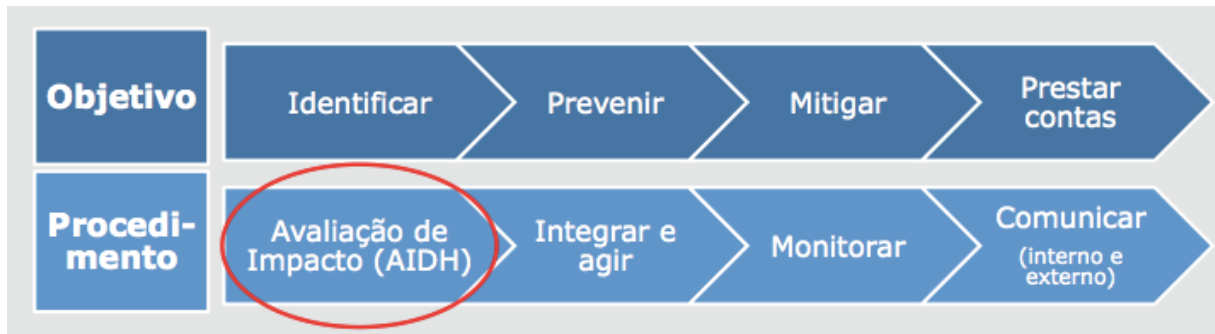 Objetivo
Identificar
Prevenir
Mitigar
Prestar
contas
Procedi-
mento
Avaliação de
Impacto (AIDH)
Integrar e
agir
Monitorar
Comunicar
(interno e
externo)